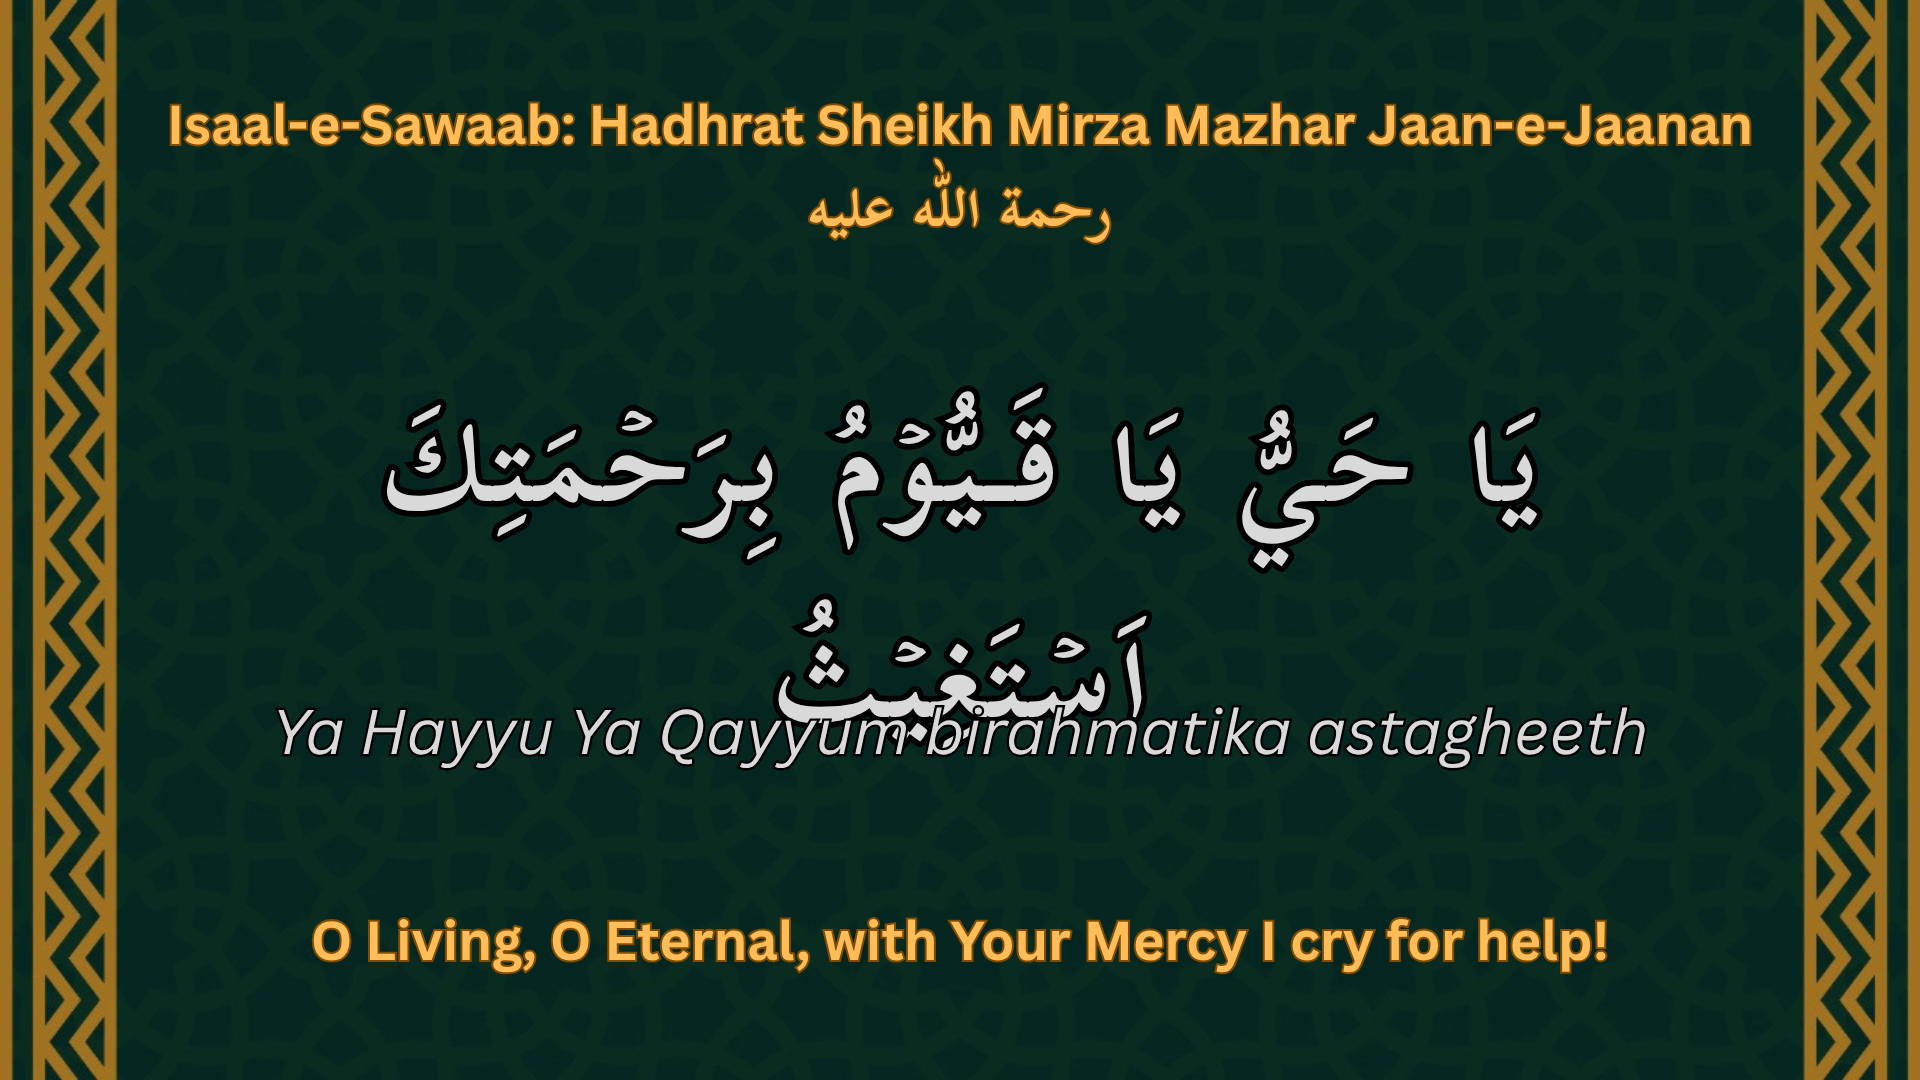 Isaal-e-Sawaab: Hadhrat Sheikh Mirza Mazhar Jaan-e-Jaanan
رحمة الله عليه
يَا حَيُّ يَا قَيُّوْمُ بِرَحْمَتِكَ
اَسْتَغِيْثُ
Ya Hayyu Ya Qayyum birahmatika astagheeth
O Living, O Eternal, with Your Mercy I cry for help!